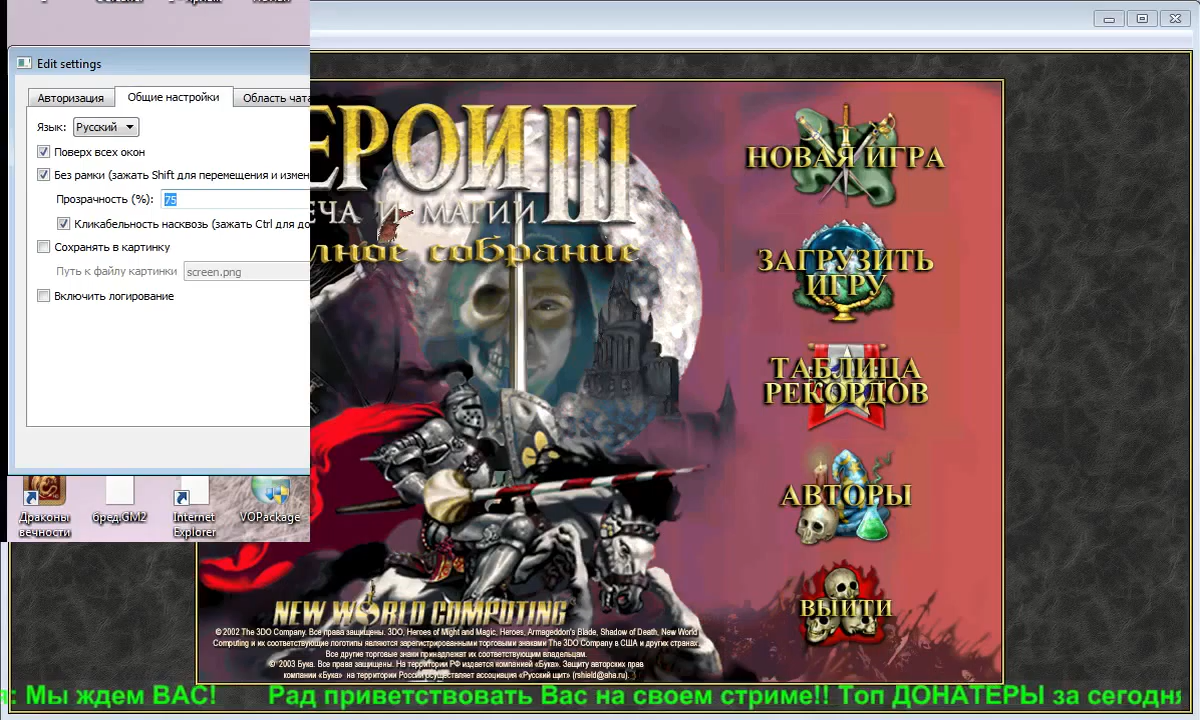 Edit settings
Авторизация
Общие настройки
Область чата
Язык:
Русский
Поверх всех окон
Без рамки (зажать Shift для перемещения и измен
Прозрачность (%):
75
Кликабельность насквозь (зажать Ctrl для до
Сохранять в картинку
Путь к файлу картинки
screen.png
Включить логирование
Драконы
вечности
бред.GM2
Internet
Explorer
VOPackage
ЕРОИ III
ЕЧА И МАГИИ
лное собрание
НОВАЯ ИГРА
ЗАГРУЗИТЬ
ИГРУ
ТАБЛИЦА
РЕКОРДОВ
АВТОРЫ
ВЫЙТИ
NEW WORLD COMPUTING
© 2002 The 3DO Company. Все права защищены. 3DO, Heroes of Might and Magic, Heroes, Armageddon's Blade, Shadow of Death, New World
Computing и их соответствующие логотипы являются зарегистрированными торговыми знаками The 3DO Company в США и других странах.
Все другие торговые знаки принадлежат их соответствующим владельцам.
© 2003 Бука. Все права защищены. На территории РФ издается компанией «Бука». Защиту авторских прав
компании «Бука» на территории России осуществляет ассоциация «Русский щит» (rshield@aha.ru).
я: Мы ждем ВАС! Рад приветствовать Вас на своем стриме!! Топ ДОНАТЕРЫ за сегодня